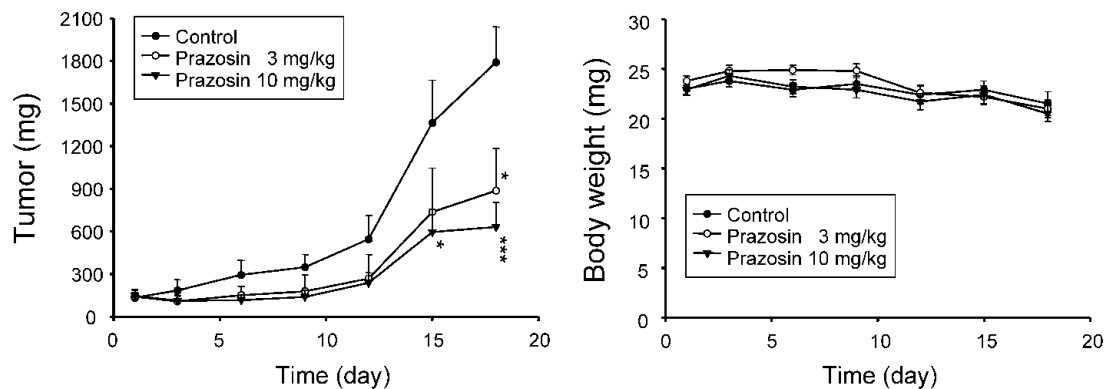 Tumor (mg)
2100
1800
1500
1200
900
600
300
0
Control
Prazosin 3 mg/kg
Prazosin 10 mg/kg
*
*
***
0 5 10 15 20
Time (day)
Body weight (mg)
30
25
20
15
10
5
0
Control
Prazosin 3 mg/kg
Prazosin 10 mg/kg
0 5 10 15 20
Time (day)